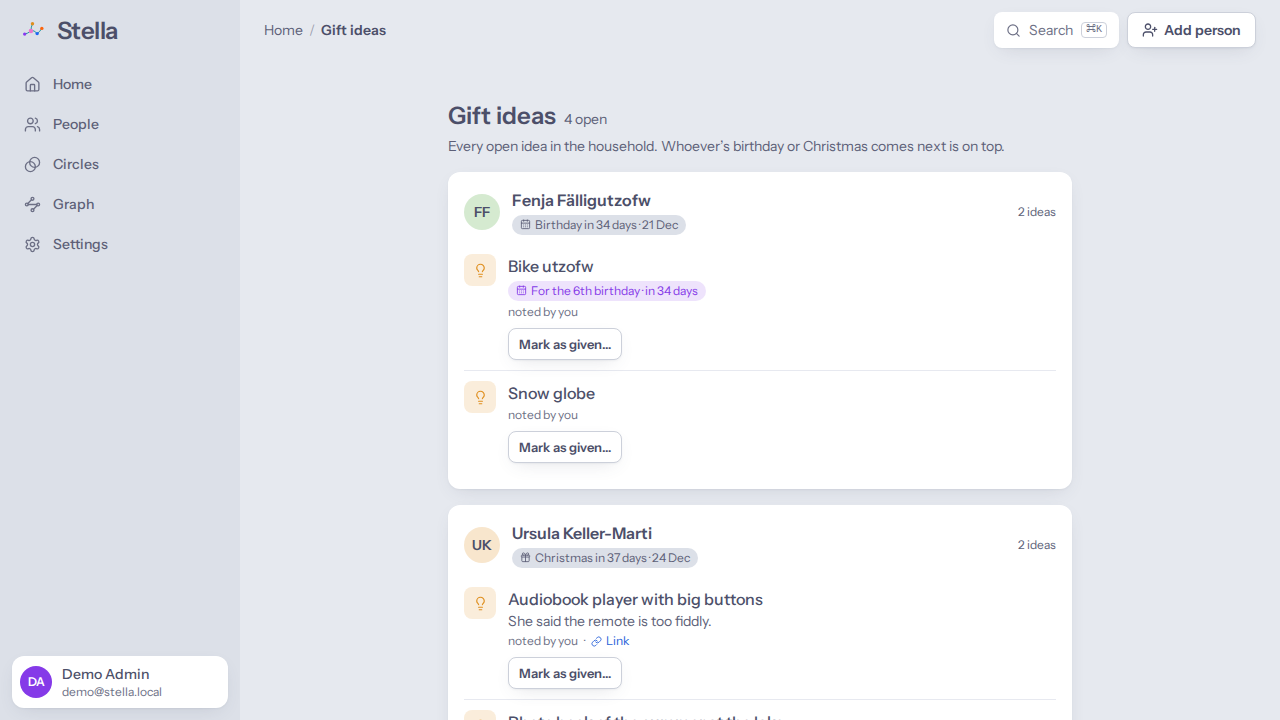 Stella
Home
People
Circles
Graph
Settings
DA
Demo Admin
demo@stella.local
Home / Gift ideas
Search ⌘K
Add person
Gift ideas 4 open
Every open idea in the household. Whoever's birthday or Christmas comes next is on top.
FF
Fenja Fälligutzofw
Birthday in 34 days · 21 Dec
2 ideas
Bike utzofw
For the 6th birthday · in 34 days
noted by you
Mark as given…
Snow globe
noted by you
Mark as given…
UK
Ursula Keller-Marti
Christmas in 37 days · 24 Dec
2 ideas
Audiobook player with big buttons
She said the remote is too fiddly.
noted by you · Link
Mark as given…